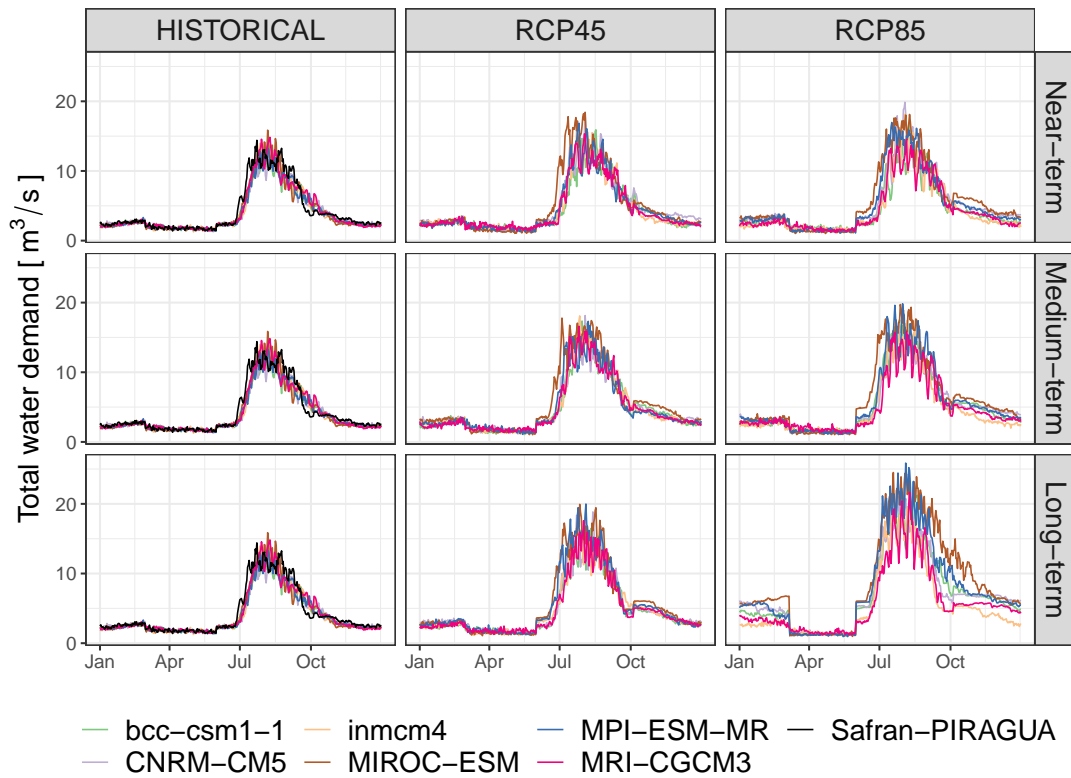 HISTORICAL RCP45 RCP85
Total water demand [ m³/s ]
20
10
0
Near−term
20
10
0
Medium−term
20
10
0
Long−term
Jan Apr Jul Oct Jan Apr Jul Oct Jan Apr Jul Oct
bcc−csm1−1 inmcm4 MPI−ESM−MR Safran−PIRAGUA
CNRM−CM5 MIROC−ESM MRI−CGCM3